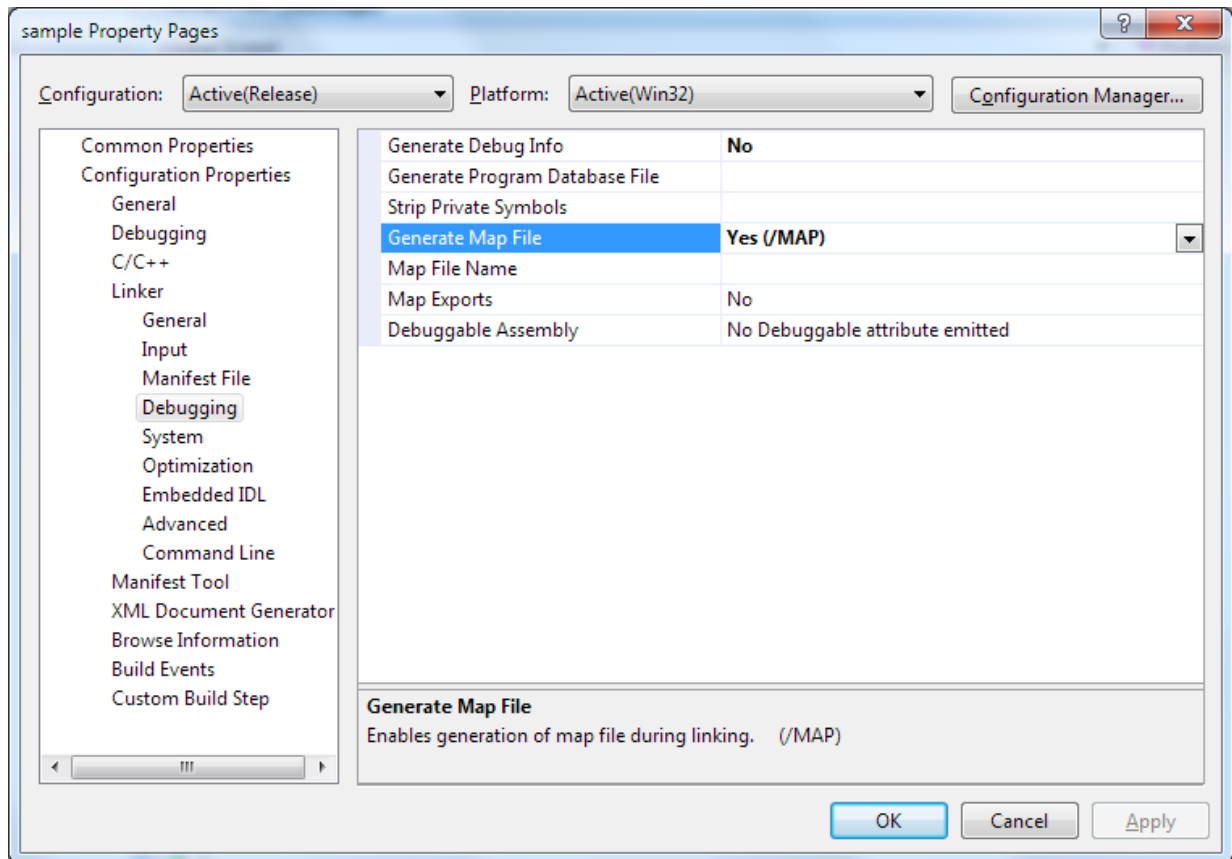 sample Property Pages
Configuration: Active(Release) Platform: Active(Win32) Configuration Manager...
Common Properties
Configuration Properties
General
Debugging
C/C++
Linker
General
Input
Manifest File
Debugging
System
Optimization
Embedded IDL
Advanced
Command Line
Manifest Tool
XML Document Generator
Browse Information
Build Events
Custom Build Step
Generate Debug Info No
Generate Program Database File
Strip Private Symbols
Generate Map File Yes (/MAP)
Map File Name
Map Exports No
Debuggable Assembly No Debuggable attribute emitted
Generate Map File
Enables generation of map file during linking. (/MAP)
OK Cancel Apply